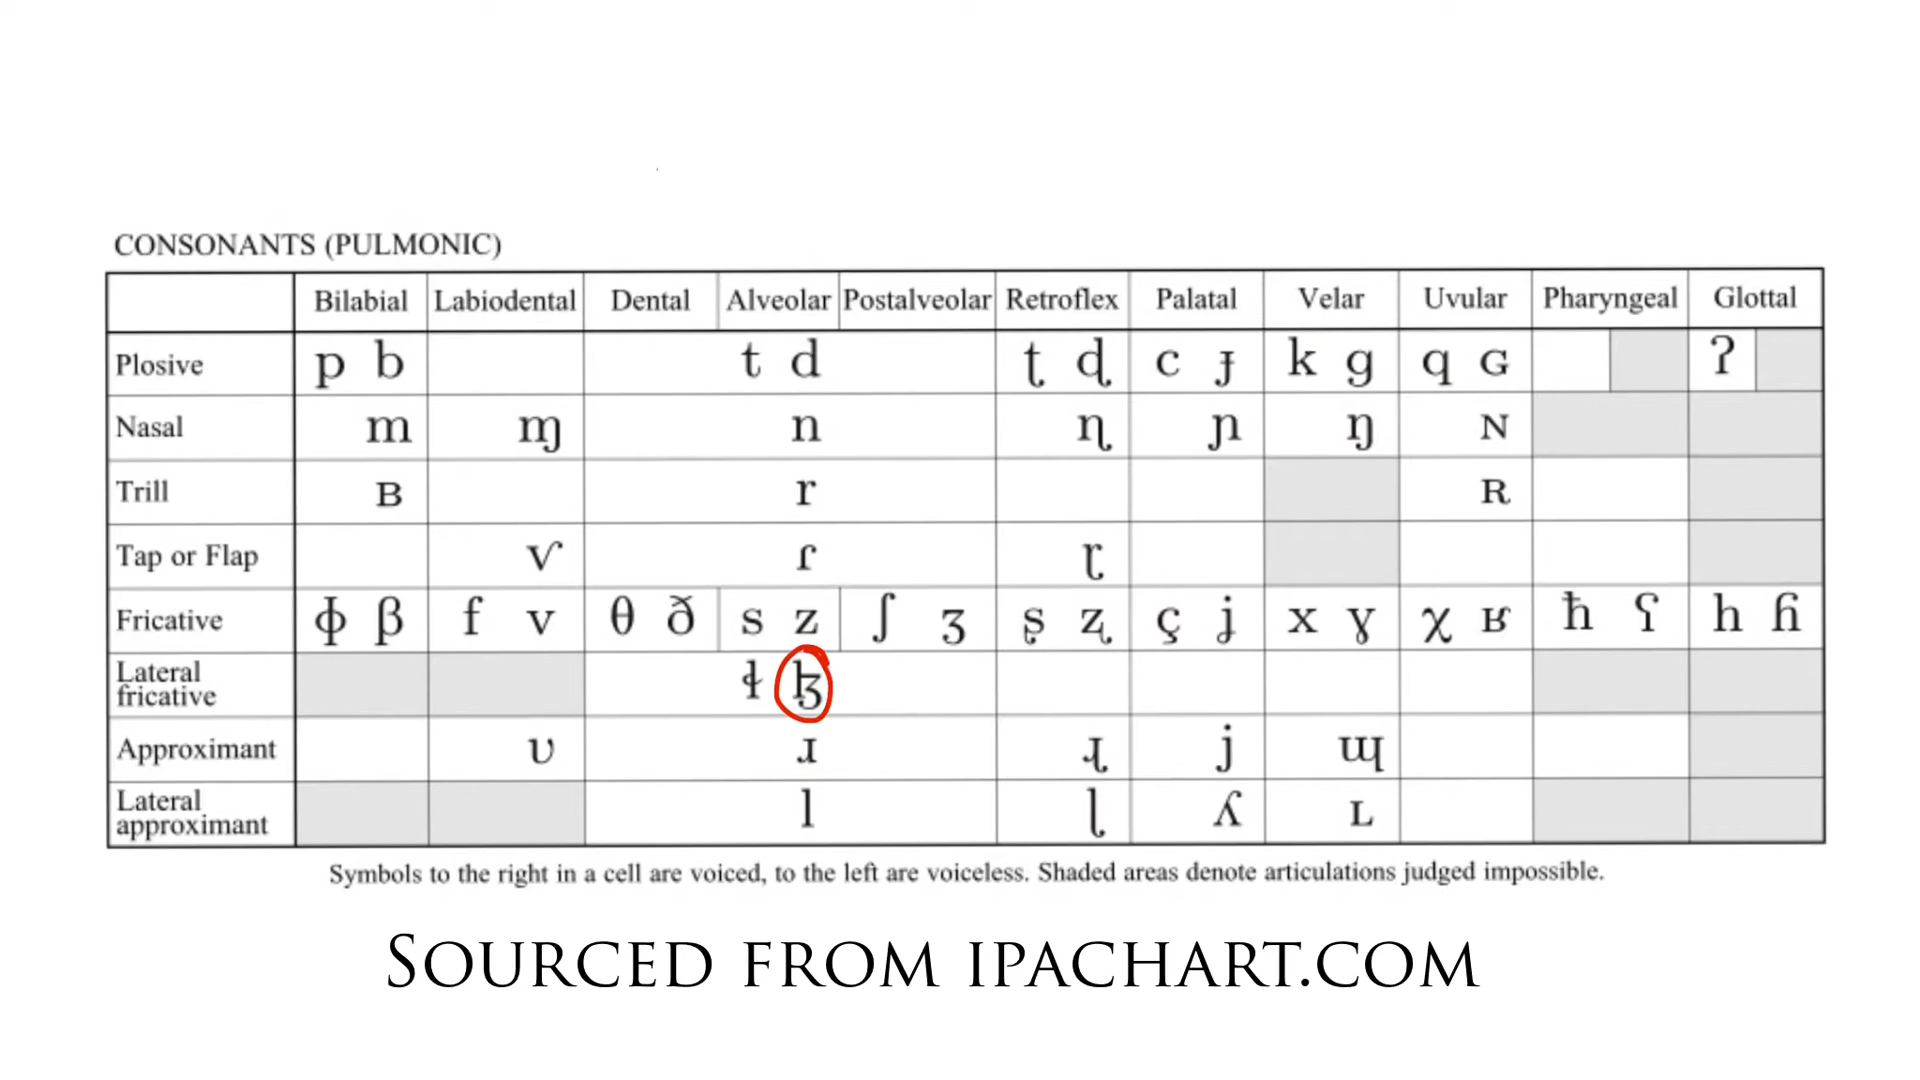 CONSONANTS (PULMONIC)
Bilabial Labiodental Dental Alveolar Postalveolar Retroflex Palatal Velar Uvular Pharyngeal Glottal
Plosive p b t d ʈ ɖ c ɟ k ɡ q ɢ ʔ
Nasal m ɱ n ɳ ɲ ŋ ɴ
Trill ʙ r ʀ
Tap or Flap ⱱ ɾ ɽ
Fricative ɸ β f v θ ð s z ʃ ʒ ʂ ʐ ç ʝ x ɣ χ ʁ ħ ʕ h ɦ
Lateral
fricative ɬ ɮ
Approximant ʋ ɹ ɻ j ɰ
Lateral
approximant l ɭ ʎ ʟ
Symbols to the right in a cell are voiced, to the left are voiceless. Shaded areas denote articulations judged impossible.
SOURCED FROM IPACHART.COM